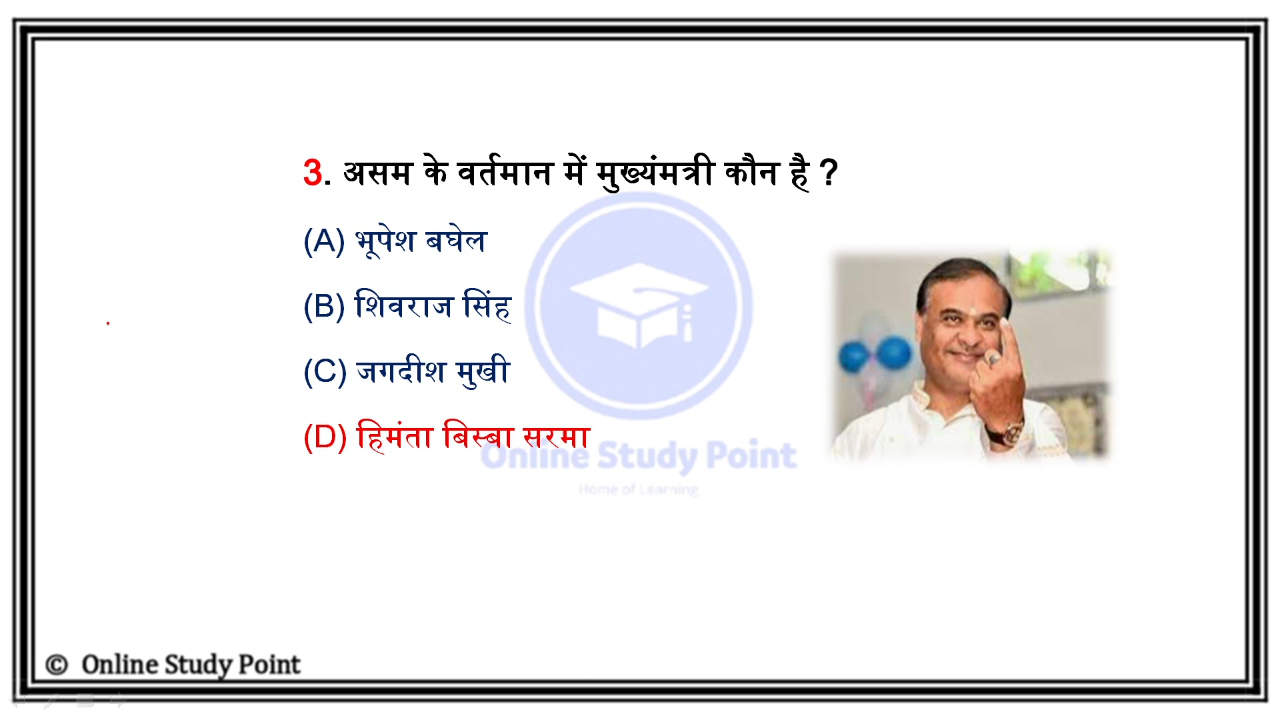 3. असम के वर्तमान में मुख्यंमत्री कौन है ?
(A) भूपेश बघेल
(B) शिवराज सिंह
(C) जगदीश मुखी
(D) हिमंता बिस्बा सरमा
Online Study Point
Home of Learning
© Online Study Point